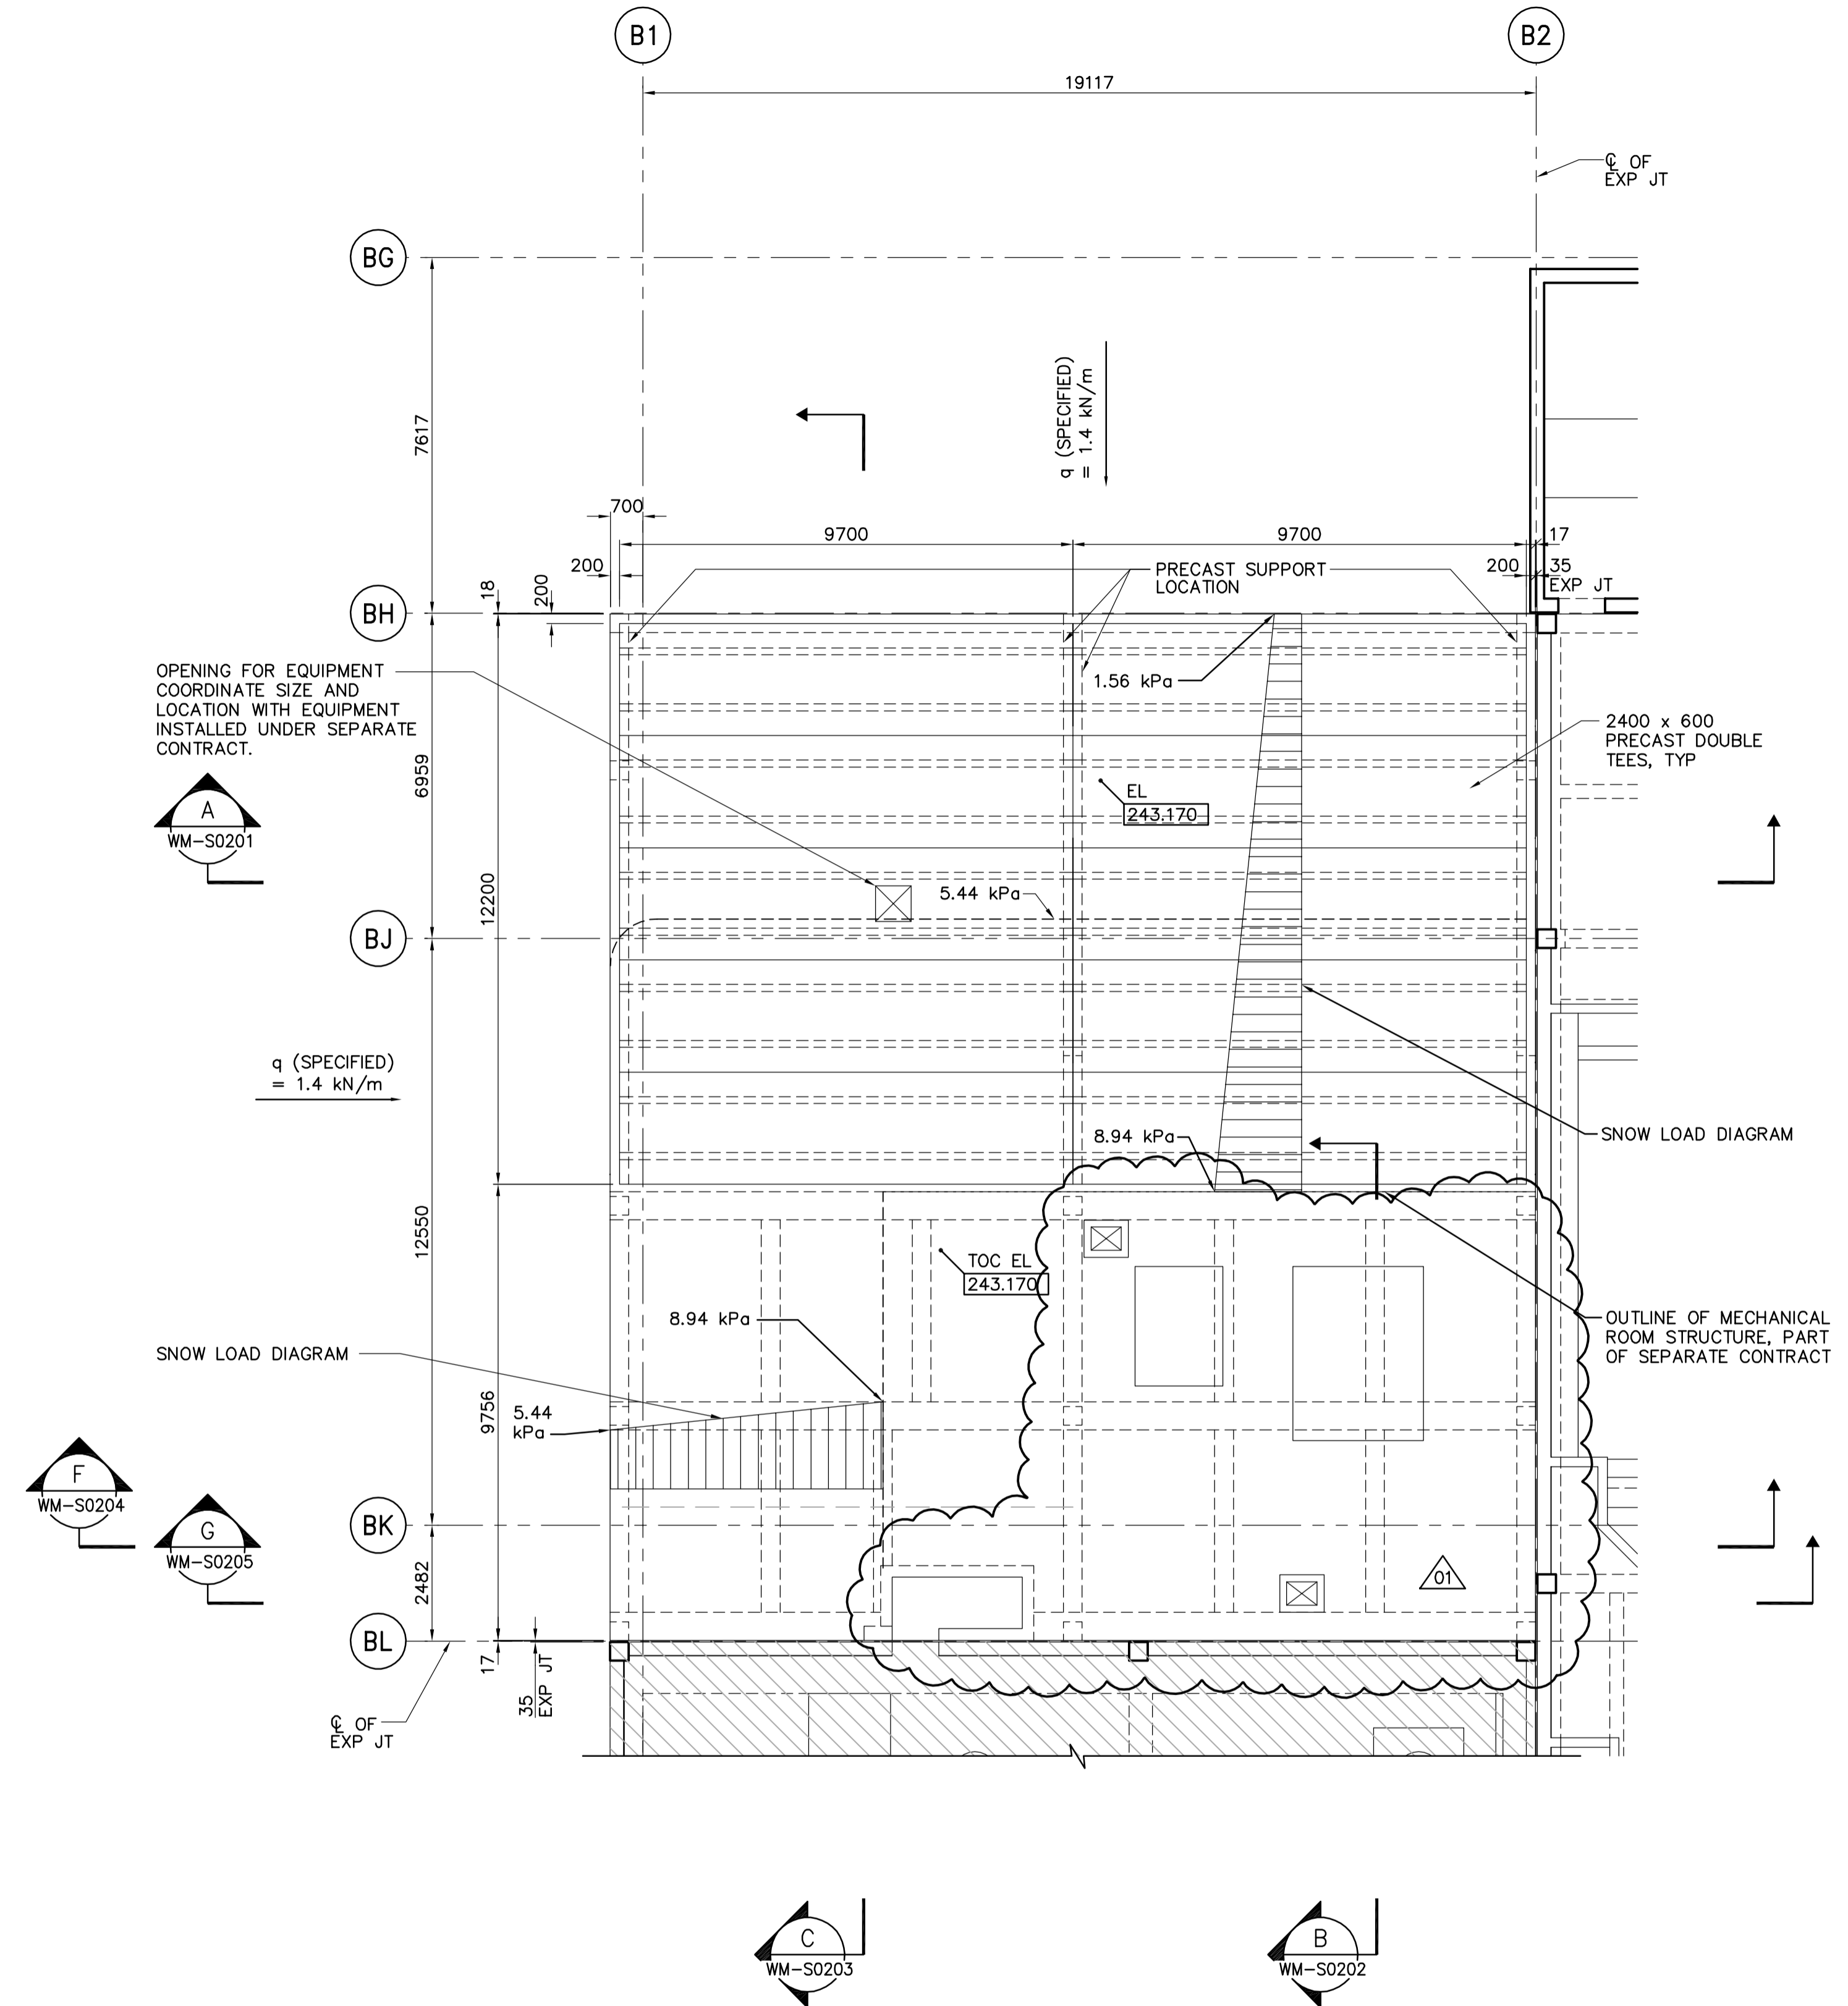 B1
B2
19117
℄ OF
EXP JT
BG
7617
q (SPECIFIED)
= 1.4 kN/m
700
9700
9700
17
200
18
200
PRECAST SUPPORT
LOCATION
200
35
EXP JT
BH
OPENING FOR EQUIPMENT
COORDINATE SIZE AND
LOCATION WITH EQUIPMENT
INSTALLED UNDER SEPARATE
CONTRACT.
1.56 kPa
2400 x 600
PRECAST DOUBLE
TEES, TYP
6959
EL
243.170
A
WM-S0201
12200
5.44 kPa
BJ
q (SPECIFIED)
= 1.4 kN/m
8.94 kPa
SNOW LOAD DIAGRAM
12550
TOC EL
243.170
8.94 kPa
OUTLINE OF MECHANICAL
ROOM STRUCTURE, PART
OF SEPARATE CONTRACT
SNOW LOAD DIAGRAM
9756
5.44
kPa
F
WM-S0204
G
WM-S0205
BK
2482
01
BL
17
35
EXP JT
℄ OF
EXP JT
C
WM-S0203
B
WM-S0202